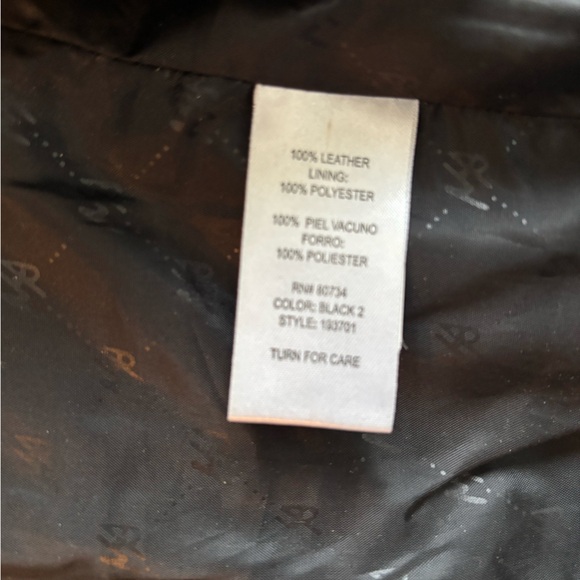 100% LEATHER
LINING:
100% POLYESTER
100% PIEL VACUNO
FORRO:
100% POLIESTER
RN# 80734
COLOR: BLACK 2
STYLE: 193701
TURN FOR CARE